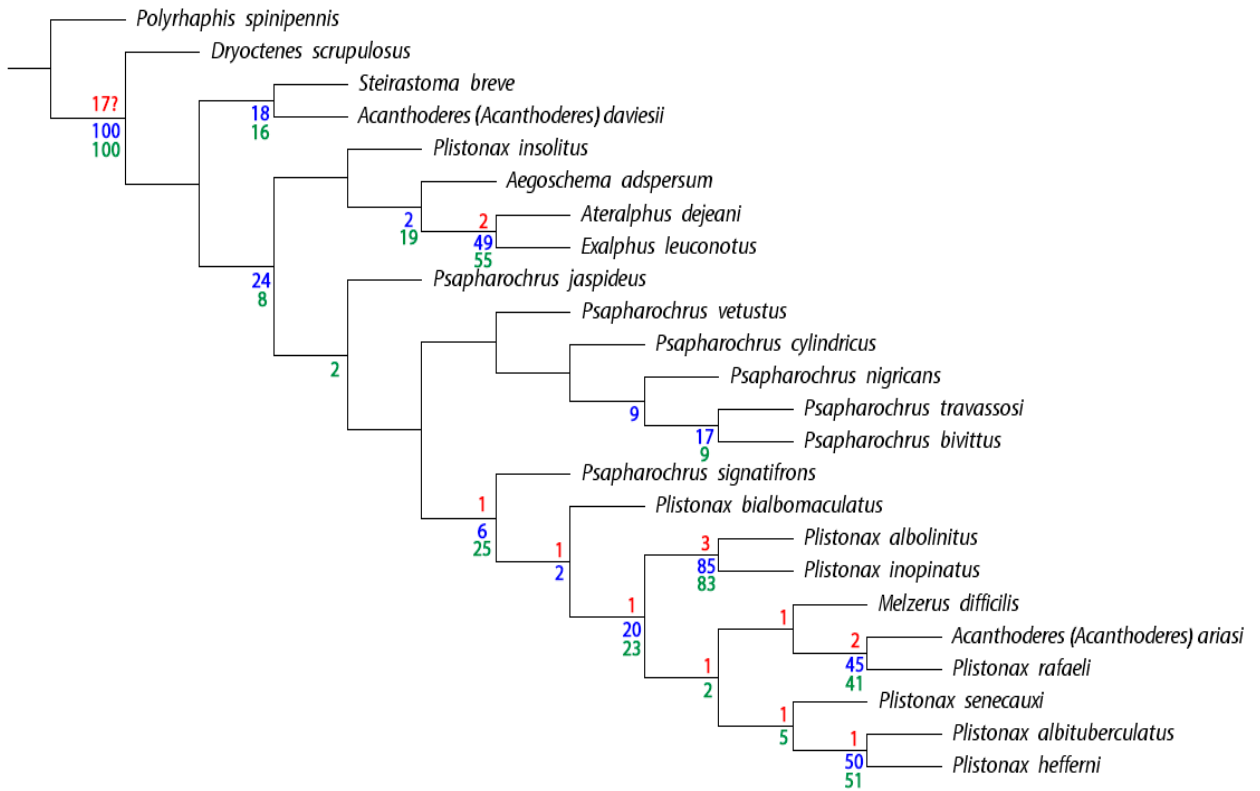 Polyrhaphis spinipennis
Dryoctenes scrupulosus
Steirastoma breve
17?
100
100
18
16
Acanthoderes (Acanthoderes) daviesii
Plistonax insolitus
Aegoschema adspersum
2
19
2
49
55
Ateralphus dejeani
Exalphus leuconotus
24
8
Psapharochrus jaspideus
Psapharochrus vetustus
2
Psapharochrus cylindricus
Psapharochrus nigricans
9
Psapharochrus travassosi
17
9
Psapharochrus bivittus
Psapharochrus signatifrons
1
6
25
Plistonax bialbomaculatus
1
2
Plistonax albolinitus
3
85
83
Plistonax inopinatus
1
20
23
Melzerus difficilis
1
Acanthoderes (Acanthoderes) ariasi
2
45
41
Plistonax rafaeli
1
2
Plistonax senecauxi
1
5
Plistonax albituberculatus
1
50
51
Plistonax hefferni